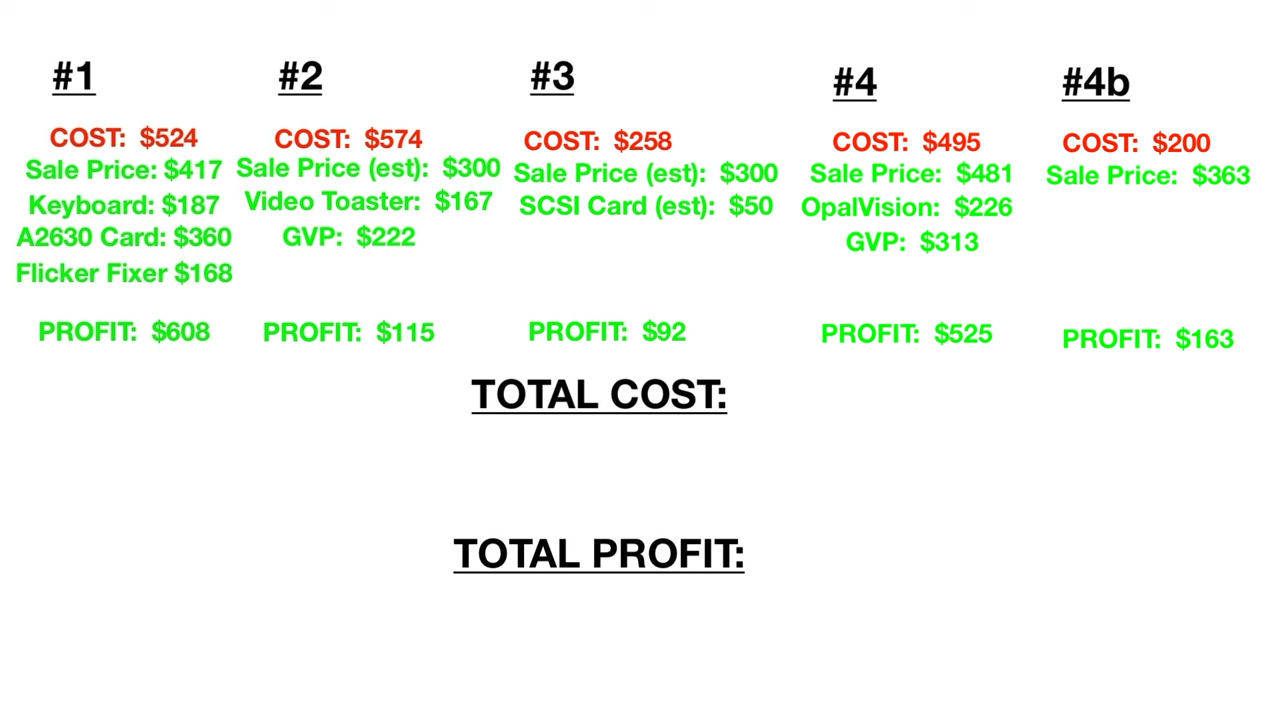 #1
COST: $524
Sale Price: $417
Keyboard: $187
A2630 Card: $360
Flicker Fixer $168
PROFIT: $608
#2
COST: $574
Sale Price (est): $300
Video Toaster: $167
GVP: $222
PROFIT: $115
#3
COST: $258
Sale Price (est): $300
SCSI Card (est): $50
PROFIT: $92
#4
COST: $495
Sale Price: $481
OpalVision: $226
GVP: $313
PROFIT: $525
#4b
COST: $200
Sale Price: $363
PROFIT: $163
TOTAL COST:
TOTAL PROFIT: